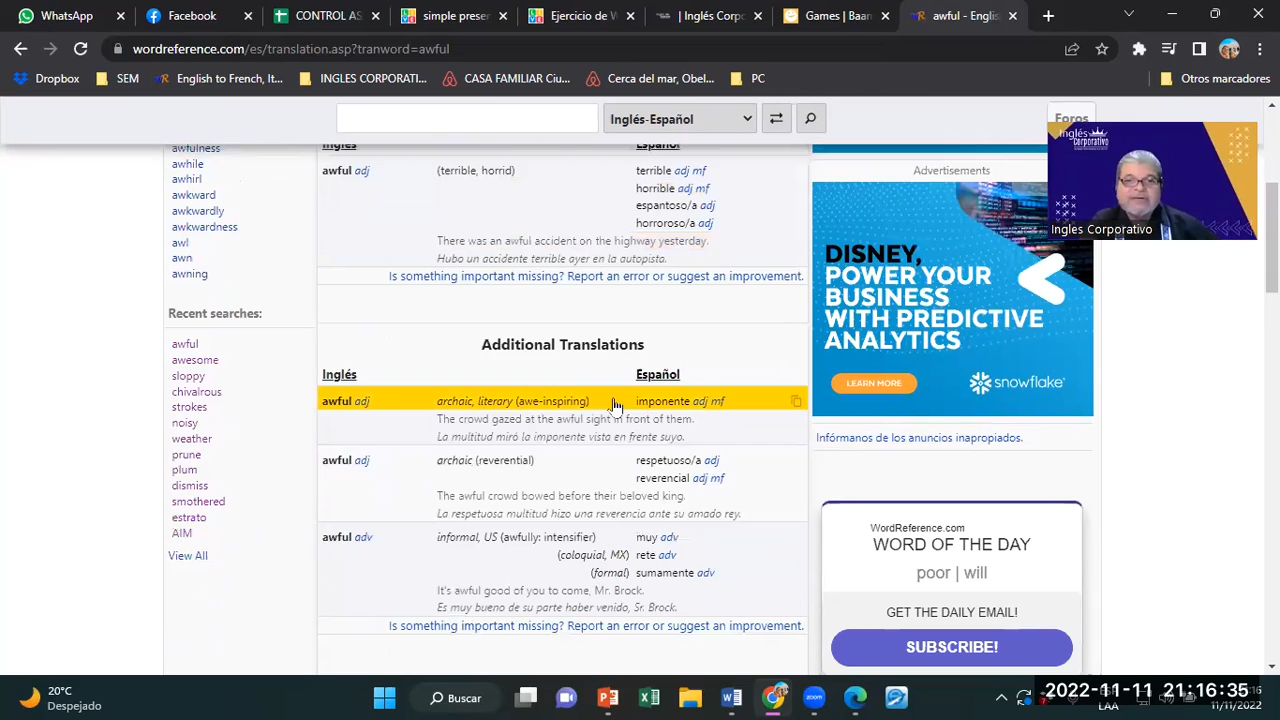 WhatsApp
Facebook
CONTROL AS
simple preser
Ejercicio de W
| Inglés Corpo
Games | Baan
awful - Englis
wordreference.com/es/translation.asp?tranword=awful
Dropbox
SEM
English to French, It...
INGLES CORPORATI...
CASA FAMILIAR Ciu...
Cerca del mar, Obel...
PC
Otros marcadores
Inglés-Español
Foros
Inglés
Corporativo
Ingles Corporativo
awfulness
awhile
awhirl
awkward
awkwardly
awkwardness
awl
awn
awning
Recent searches:
awful
awesome
sloppy
chivalrous
strokes
noisy
weather
prune
plum
dismiss
smothered
estrato
AIM
View All
Inglés Español
awful adj (terrible, horrid) terrible adj mf
horrible adj mf
espantoso/a adj
horroroso/a adj
There was an awful accident on the highway yesterday.
Hubo un accidente terrible ayer en la autopista.
Is something important missing? Report an error or suggest an improvement.
Additional Translations
Inglés Español
awful adj archaic, literary (awe-inspiring) imponente adj mf
The crowd gazed at the awful sight in front of them.
La multitud miró la imponente vista en frente suyo.
awful adj archaic (reverential) respetuoso/a adj
reverencial adj mf
The awful crowd bowed before their beloved king.
La respetuosa multitud hizo una reverencia ante su amado rey.
awful adv informal, US (awfully: intensifier) muy adv
(coloquial, MX) rete adv
(formal) sumamente adv
It's awful good of you to come, Mr. Brock.
Es muy bueno de su parte haber venido, Sr. Brock.
Is something important missing? Report an error or suggest an improvement.
Advertisements
DISNEY,
POWER YOUR
BUSINESS
WITH PREDICTIVE
ANALYTICS
LEARN MORE
snowflake
Infórmanos de los anuncios inapropiados.
WordReference.com
WORD OF THE DAY
poor | will
GET THE DAILY EMAIL!
SUBSCRIBE!
20°C
Despejado
Buscar
zoom
2022-11-11 21:16:35
LAA
11/11/2022